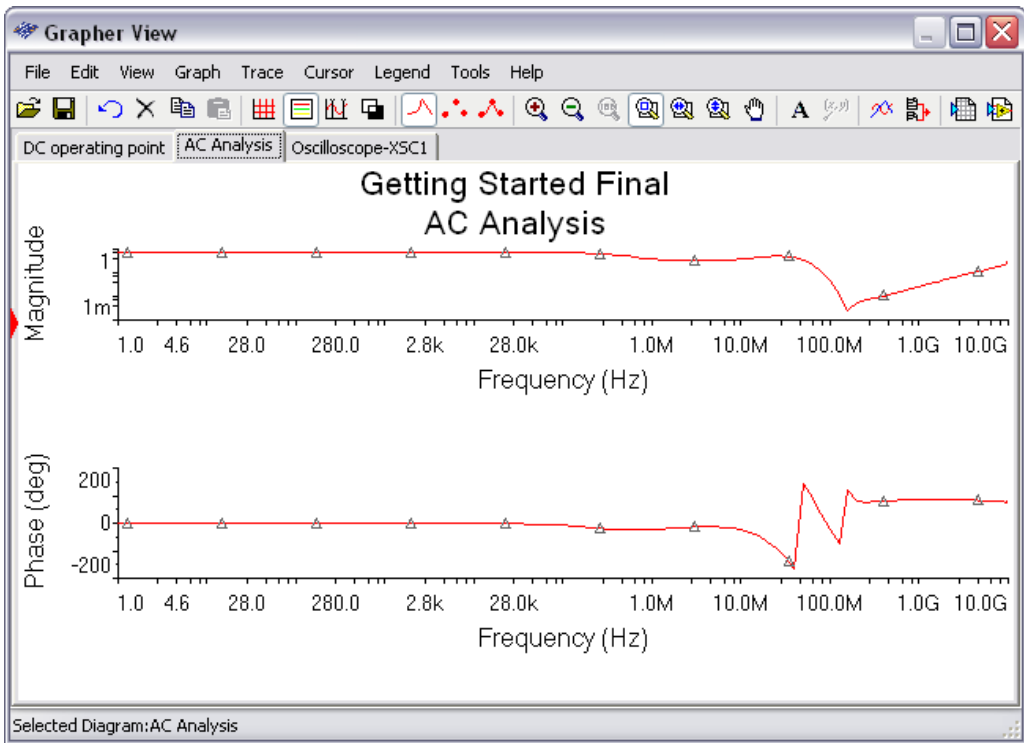 Grapher View
File Edit View Graph Trace Cursor Legend Tools Help
A (x,y)
DC operating point AC Analysis Oscilloscope-XSC1
Getting Started Final
AC Analysis
Magnitude
1
1m
1.0 4.6 28.0 280.0 2.8k 28.0k 1.0M 10.0M 100.0M 1.0G 10.0G
Frequency (Hz)
Phase (deg)
200
0
-200
1.0 4.6 28.0 280.0 2.8k 28.0k 1.0M 10.0M 100.0M 1.0G 10.0G
Frequency (Hz)
Selected Diagram:AC Analysis